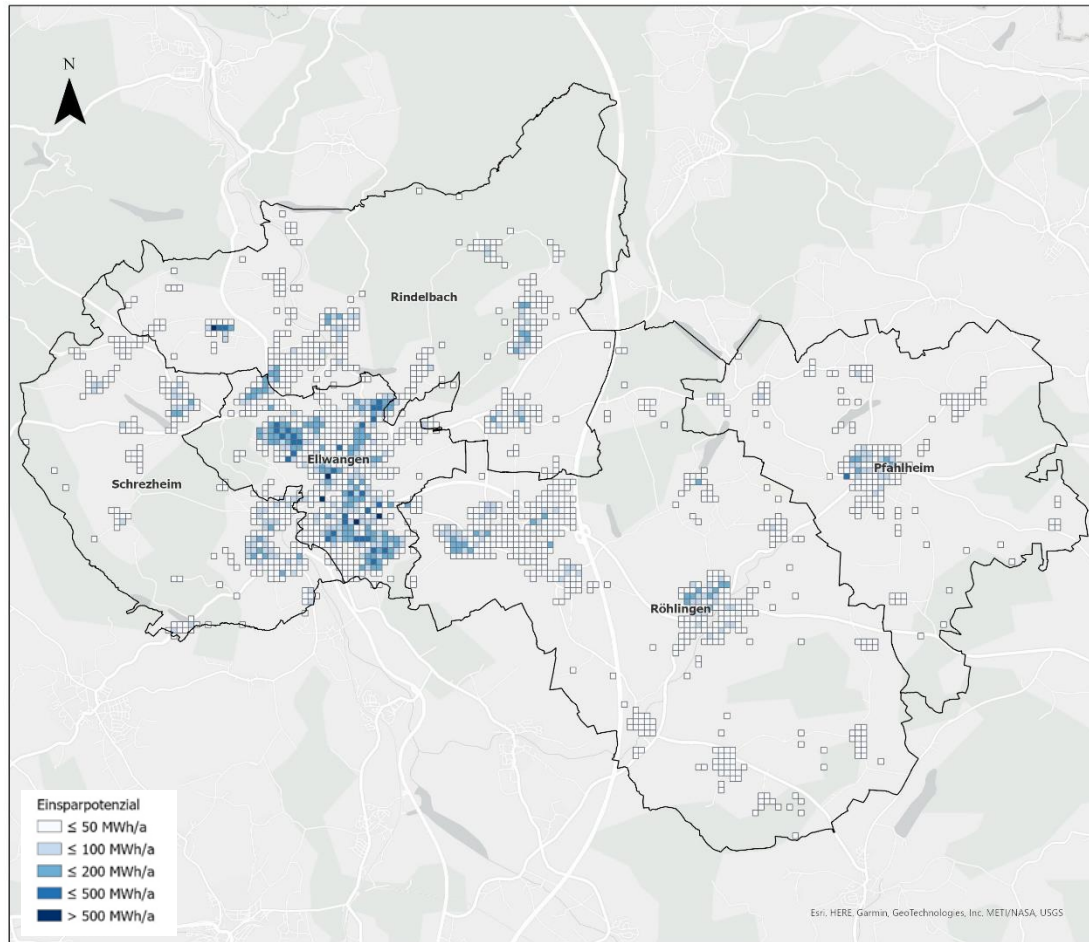 N
Rindelbach
Ellwangen
Pfahlheim
Schrezheim
Röhlingen
Einsparpotenzial
≤ 50 MWh/a
≤ 100 MWh/a
≤ 200 MWh/a
≤ 500 MWh/a
> 500 MWh/a
Esri, HERE, Garmin, GeoTechnologies, Inc, METI/NASA, USGS